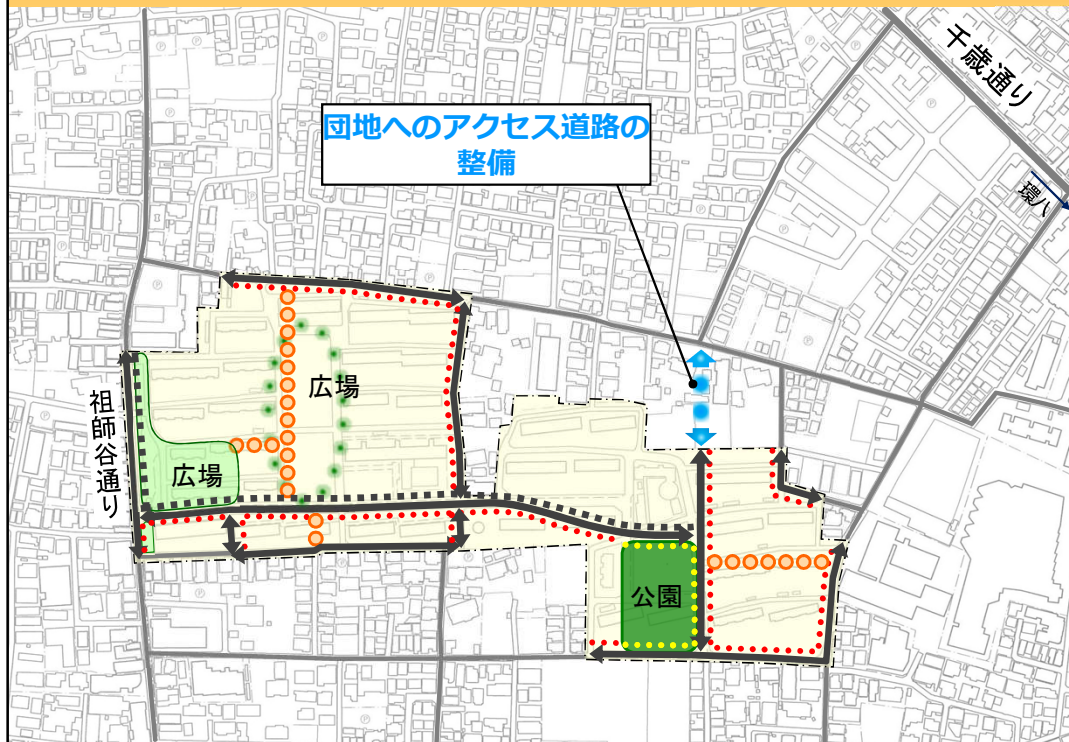 千歳通り
団地へのアクセス道路の
整備
環八
広場
祖師谷通り
広場
公園